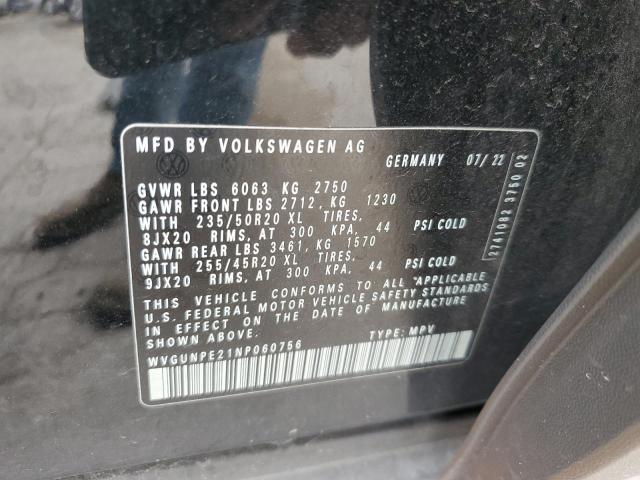 MFD BY VOLKSWAGEN AG
GERMANY 07/22
GVWR LBS 6063 KG 2750
GAWR FRONT LBS 2712, KG 1230
WITH 235/50R20 XL TIRES,
8JX20 RIMS, AT 300 KPA, 44 PSI COLD
GAWR REAR LBS 3461, KG 1570
WITH 255/45R20 XL TIRES,
9JX20 RIMS, AT 300 KPA, 44 PSI COLD
THIS VEHICLE CONFORMS TO ALL "APPLICABLE
U.S. FEDERAL MOTOR VEHICLE SAFETY STANDARDS
EFFECTIVE ON THE DATE OF MANUFACTURE
SHOWN ABOVE.
WVGUNPE21NP060756 TYPE: MPV
2741082 3750 02